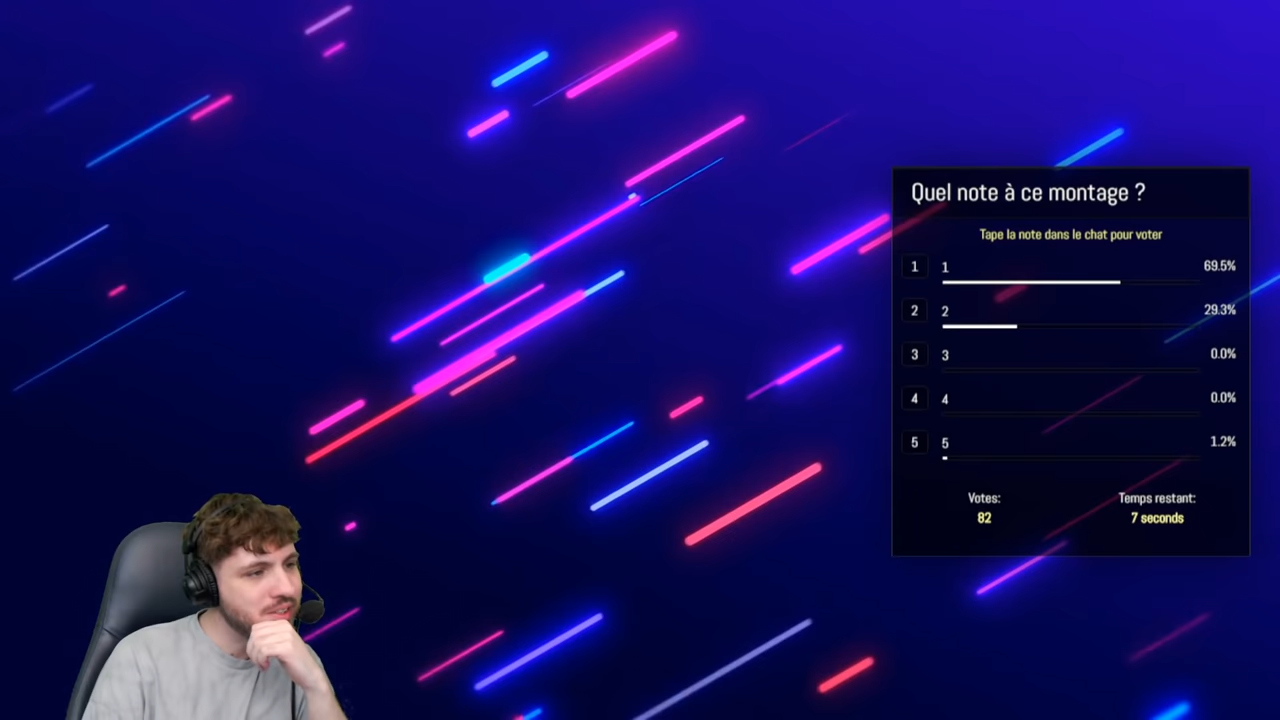 Quel note à ce montage ?
Tape la note dans le chat pour voter
1 1 69.5%
2 2 29.3%
3 3 0.0%
4 4 0.0%
5 5 1.2%
Votes: Temps restant:
82 7 seconds